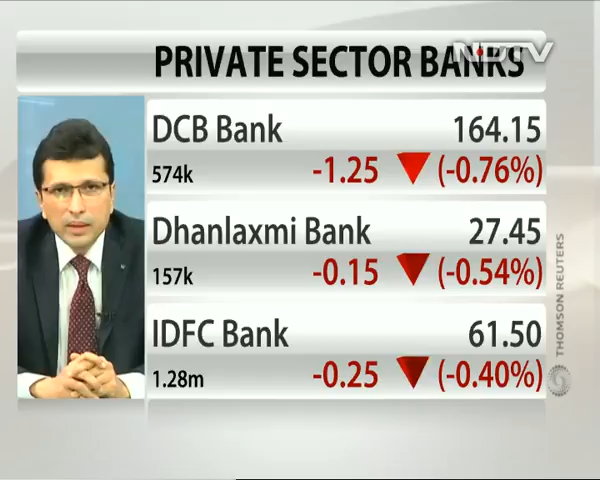 NDTV
PRIVATE SECTOR BANKS
DCB Bank 164.15
574k -1.25 (-0.76%)
Dhanlaxmi Bank 27.45
157k -0.15 (-0.54%)
IDFC Bank 61.50
1.28m -0.25 (-0.40%)
THOMSON REUTERS